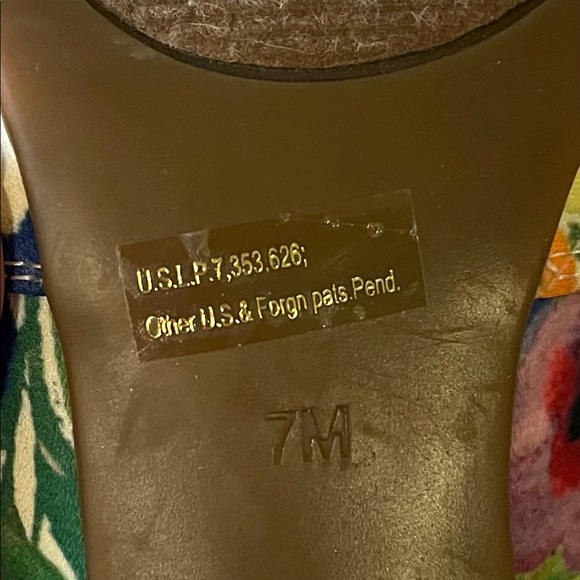 U.S.L.P.7,353,626;
Other U.S.& Forgn pats.Pend.
7M